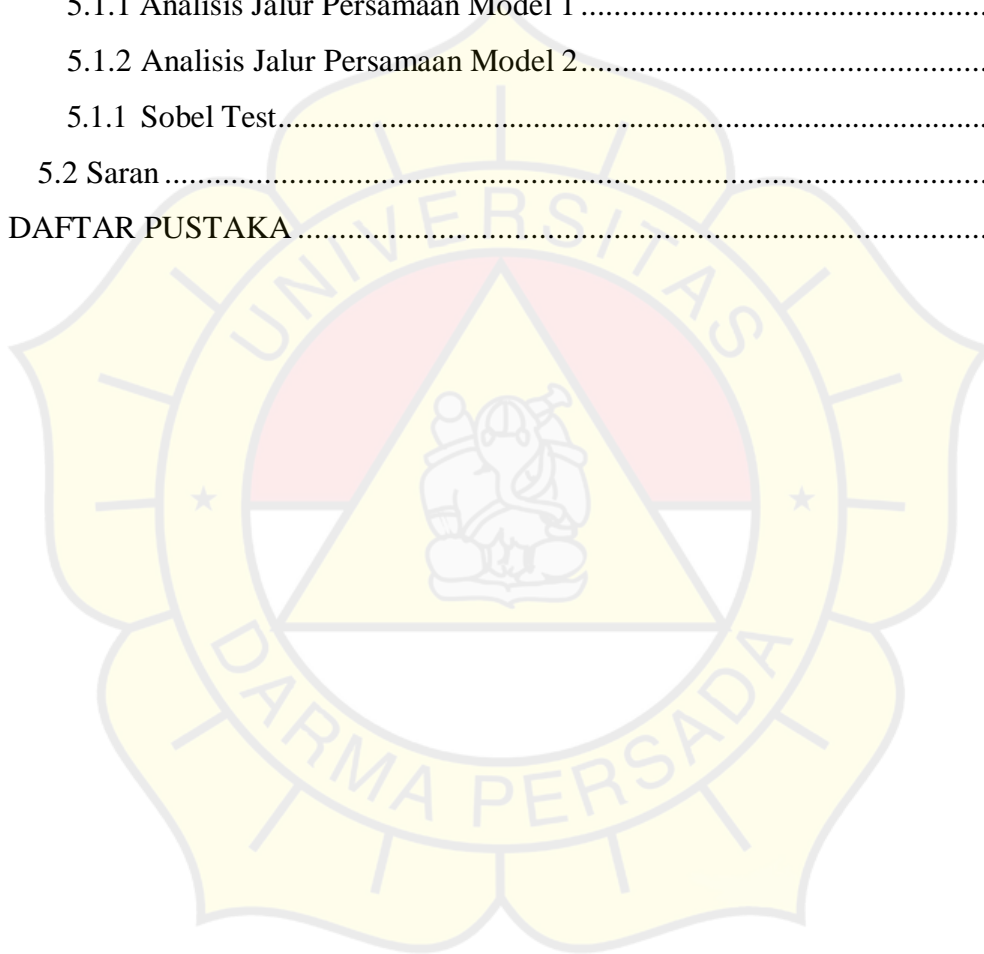 5.1.1 Analisis Jalur Persamaan Model 1 ........................................................
5.1.2 Analisis Jalur Persamaan Model 2........................................................
5.1.1 Sobel Test.............................................................................................
5.2 Saran ........................................................................................................
DAFTAR PUSTAKA ........................................................................................
UNIVERSITAS
DARMA PERSADA